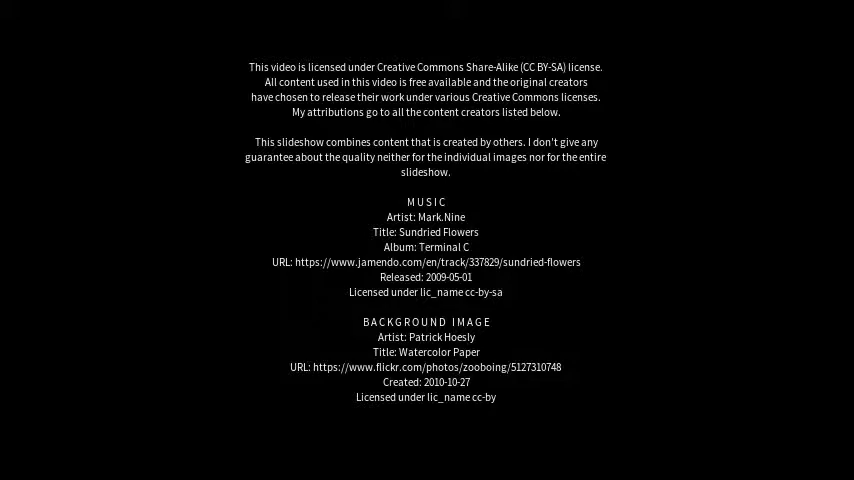 This video is licensed under Creative Commons Share-Alike (CC BY-SA) license.
All content used in this video is free available and the original creators
have chosen to release their work under various Creative Commons licenses.
My attributions go to all the content creators listed below.
This slideshow combines content that is created by others. I don't give any
guarantee about the quality neither for the individual images nor for the entire
slideshow.
MUSIC
Artist: Mark.Nine
Title: Sundried Flowers
Album: Terminal C
URL: https://www.jamendo.com/en/track/337829/sundried-flowers
Released: 2009-05-01
Licensed under lic_name cc-by-sa
BACKGROUND IMAGE
Artist: Patrick Hoesly
Title: Watercolor Paper
URL: https://www.flickr.com/photos/zooboing/5127310748
Created: 2010-10-27
Licensed under lic_name cc-by